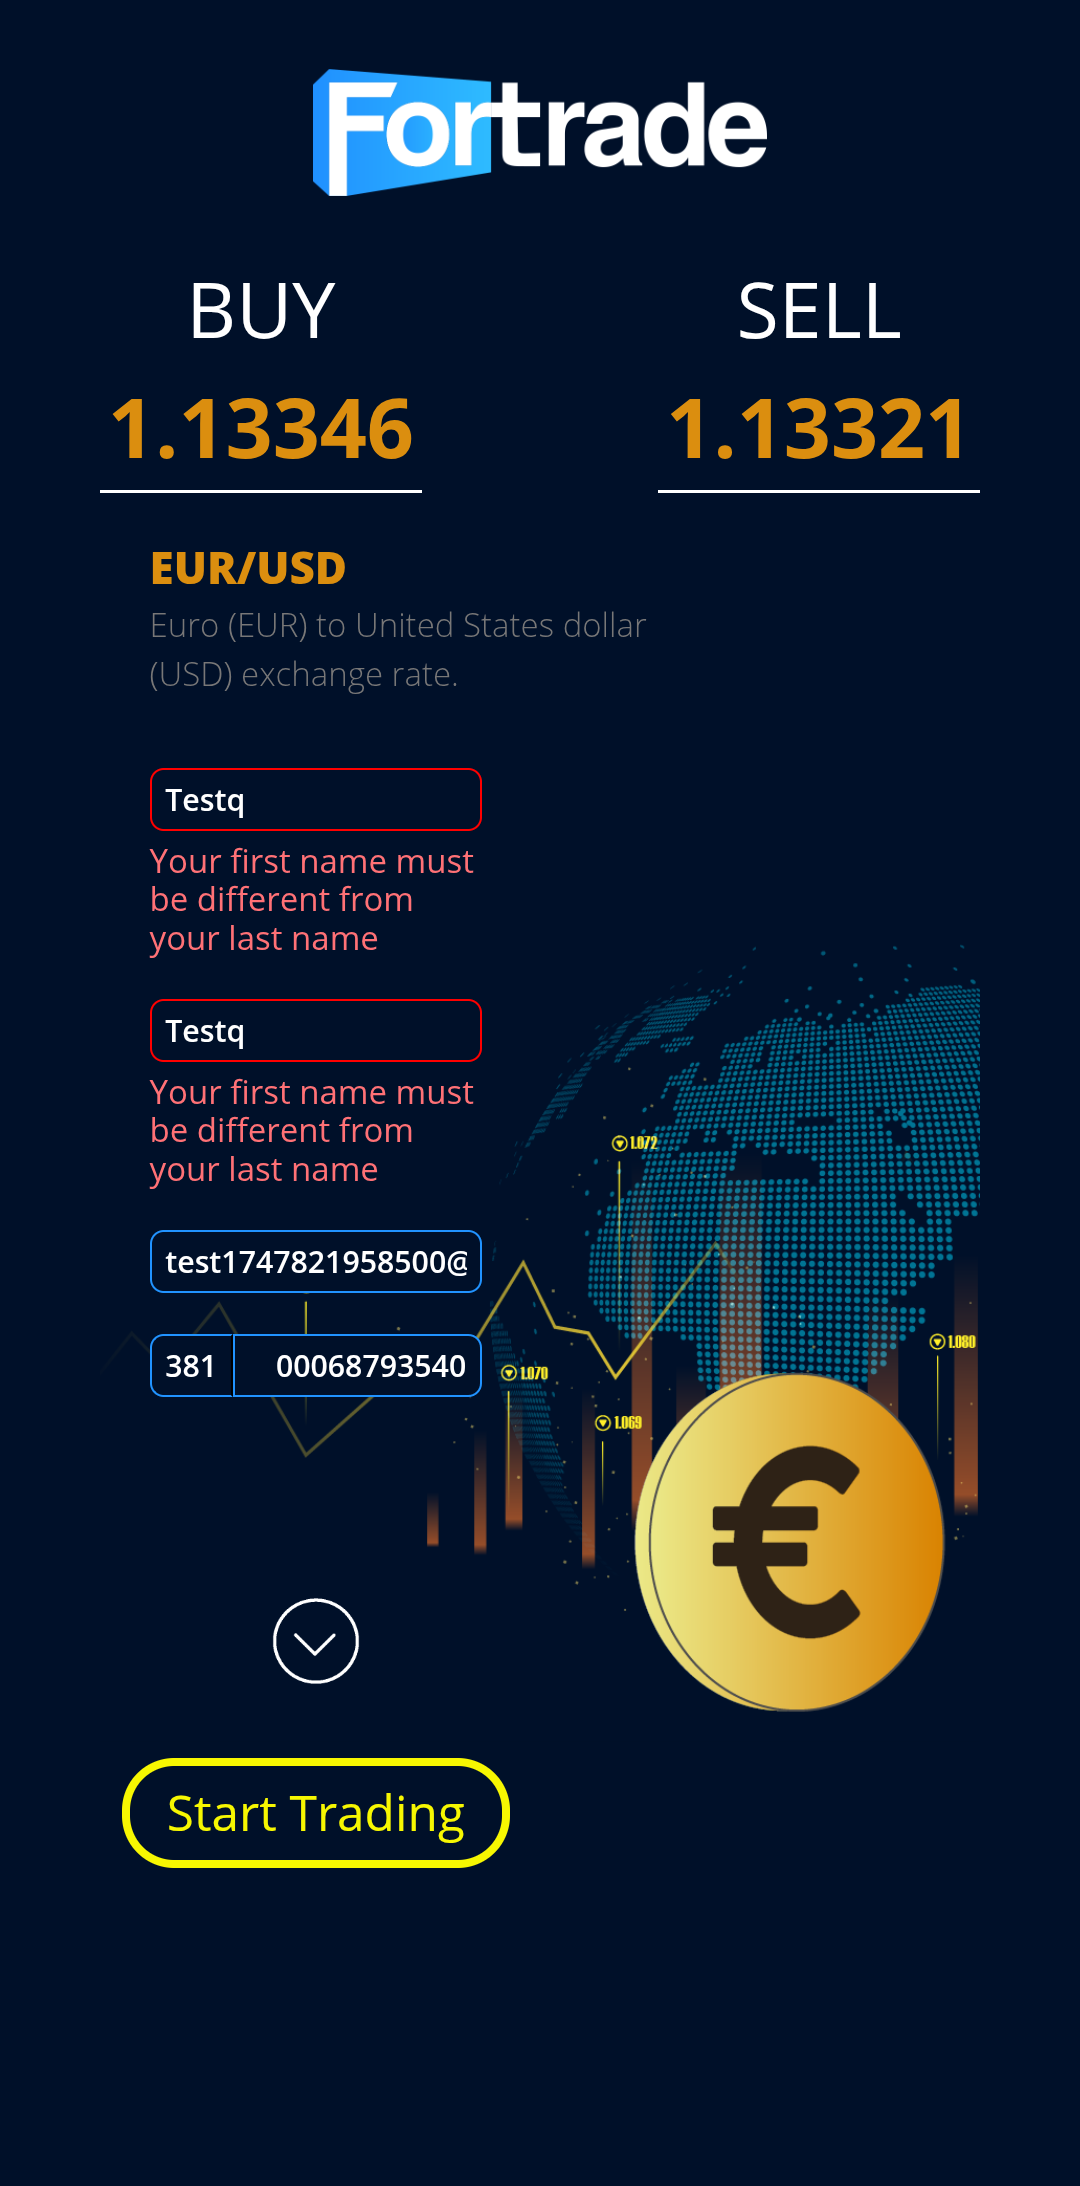 Fortrade
BUY
SELL
1.13346
1.13321
EUR/USD
Euro (EUR) to United States dollar
(USD) exchange rate.
Testq
Your first name must
be different from
your last name
Testq
Your first name must
be different from
your last name
1.072
test1747821958500@
381
00068793540
1.080
1.070
1.069
€
Start Trading